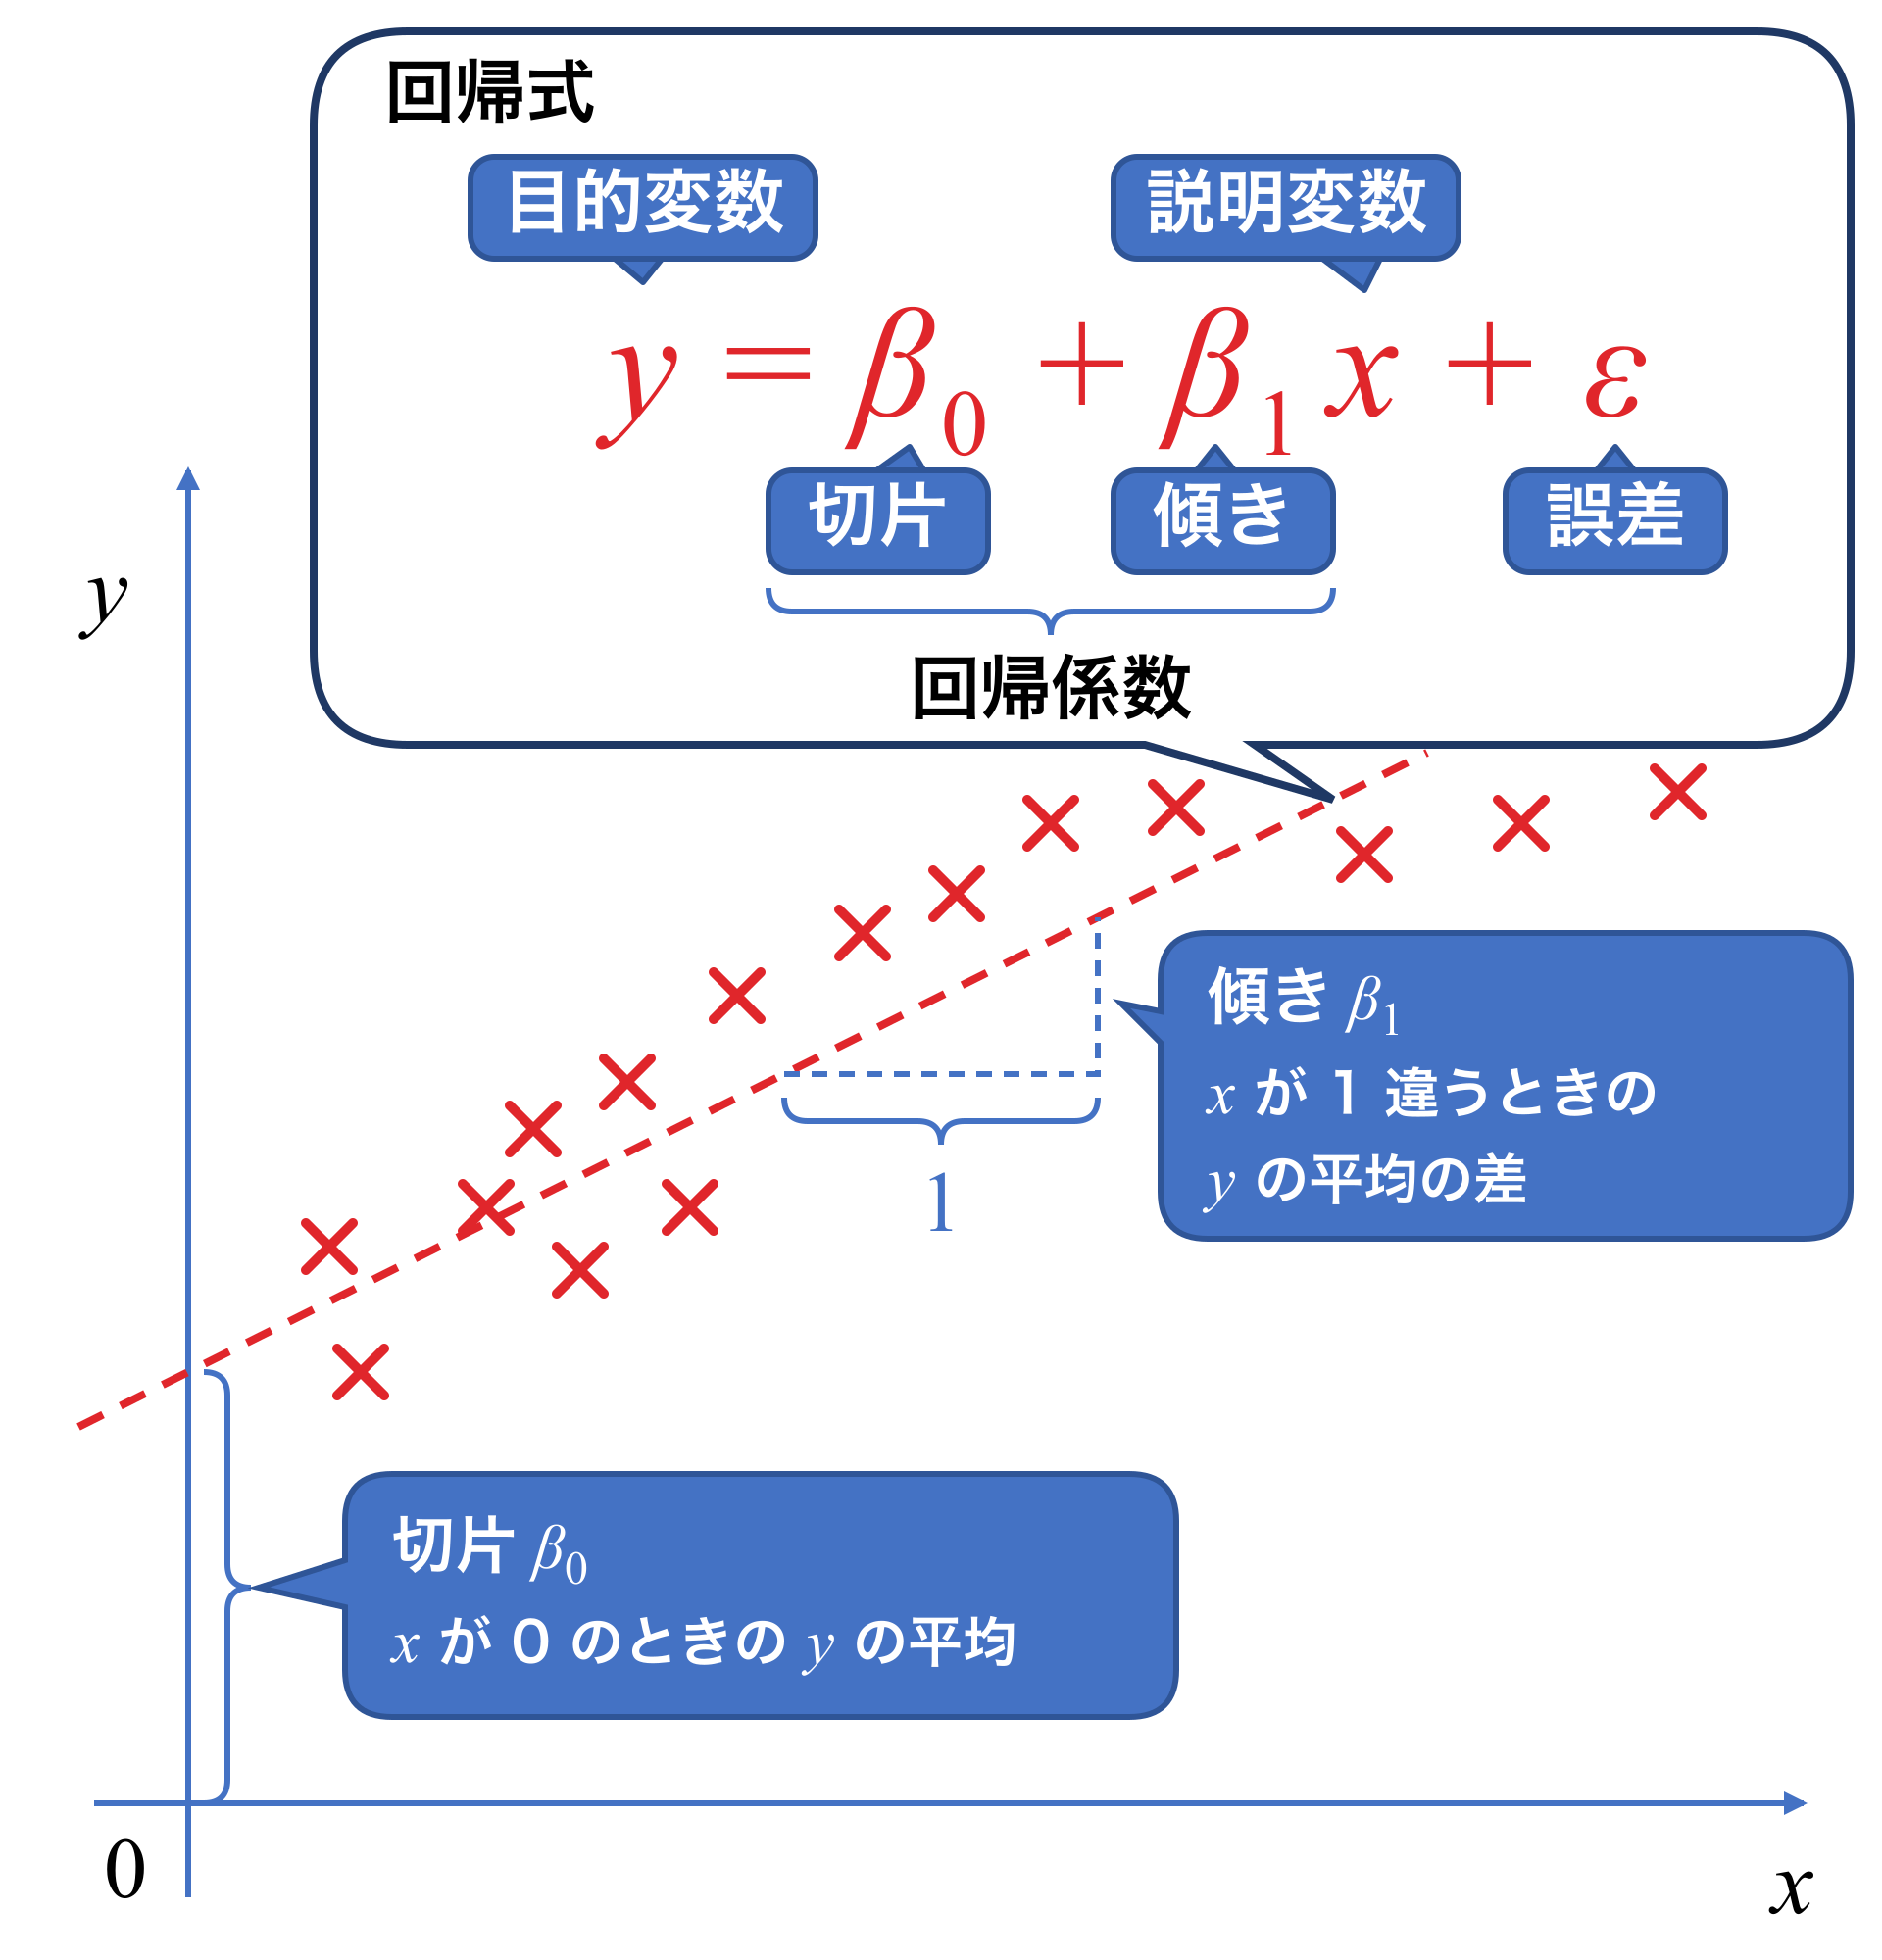 回帰式
目的変数 説明変数
y = β₀ + β₁x + ε
切片 傾き 誤差
回帰係数
y
傾き β₁
x が 1 違うときの
y の平均の差
1
切片 β₀
x が 0 のときの y の平均
0
x